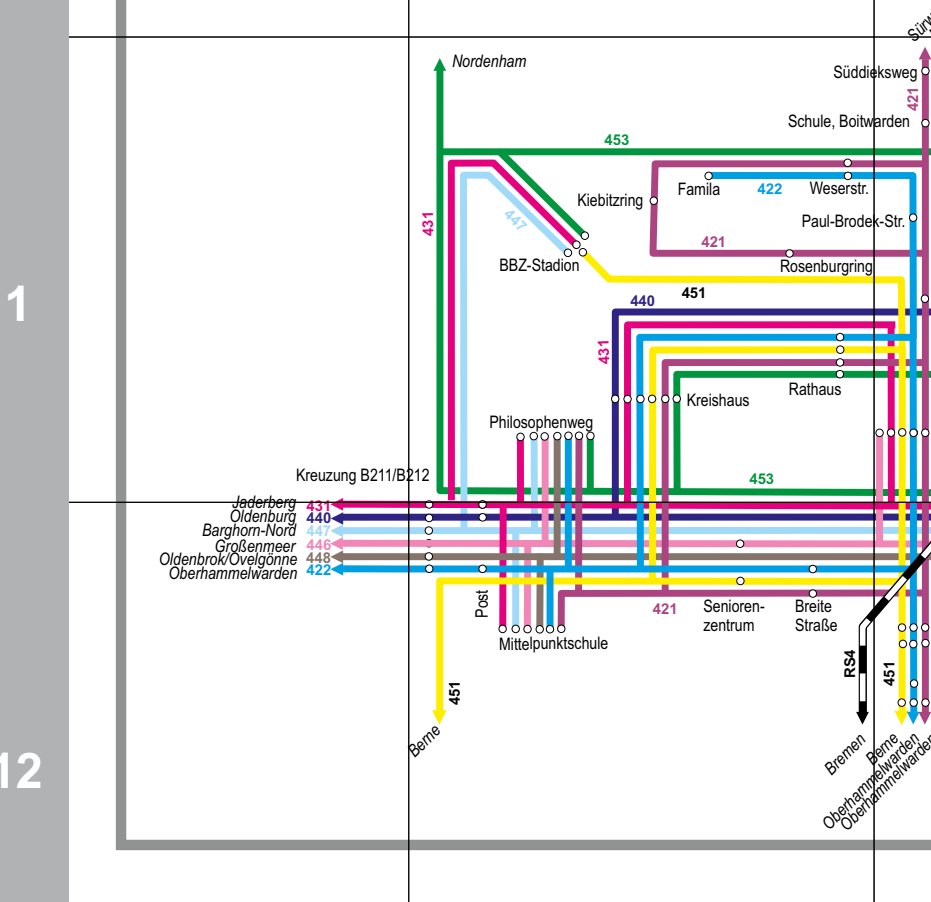 Sürw
Nordenham
Süddieksweg
421
Schule, Boitwarden
453
Kiebitzring
Famila
422
Weserstr.
431
447
Paul-Brodek-Str.
421
BBZ-Stadion
Rosenburgring
1
440
451
431
Rathaus
Kreishaus
Philosophenweg
Kreuzung B211/B212
453
Jaderberg 431
Oldenburg 440
Barghorn-Nord 447
Großenmeer 446
Oldenbrok/Ovelgönne 448
Oberhammelwarden 422
Post
421
Senioren-
zentrum
Breite
Straße
Mittelpunktschule
RS4
451
451
12
Berne
Bremen
Berne
Oberhammelwarden
Oberhammelwarden